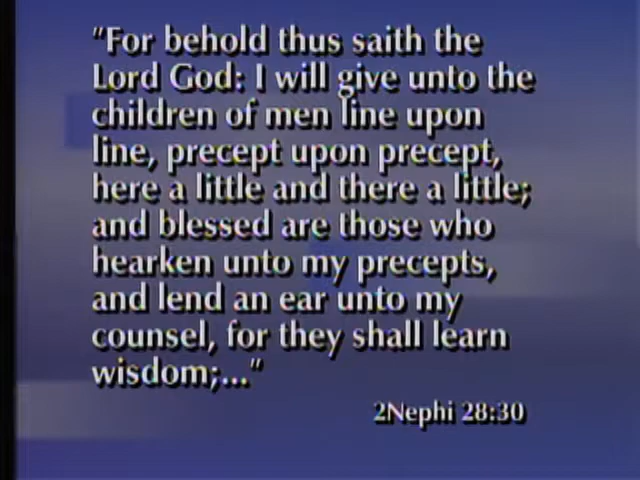 "For behold thus saith the
Lord God: I will give unto the
children of men line upon
line, precept upon precept,
here a little and there a little;
and blessed are those who
hearken unto my precepts,
and lend an ear unto my
counsel, for they shall learn
wisdom;..."
2Nephi 28:30